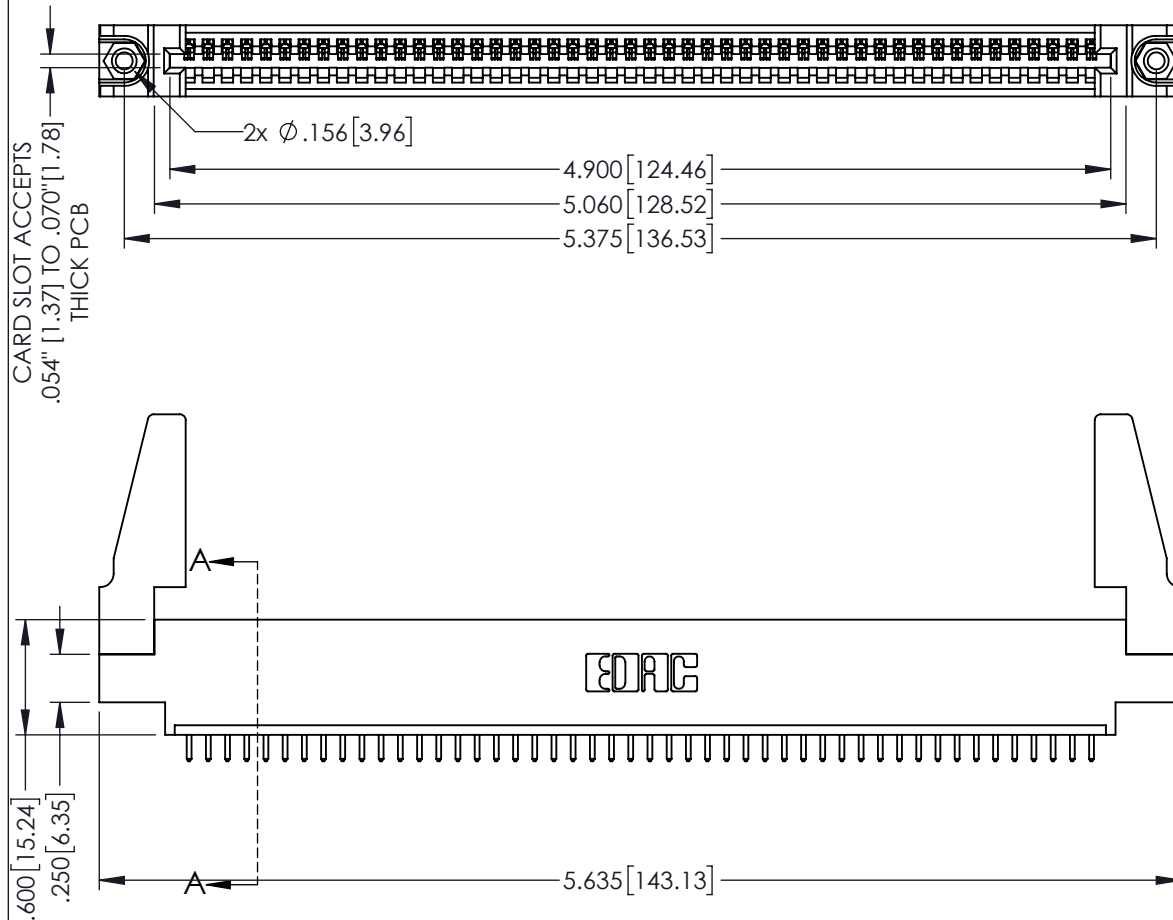 2x Ø .156[3.96]
4.900[124.46]
5.060[128.52]
5.375[136.53]
CARD SLOT ACCEPTS
.054" [1.37] TO .070"[1.78]
THICK PCB
A
EDAC
.600[15.24]
.250[6.35]
A
5.635[143.13]